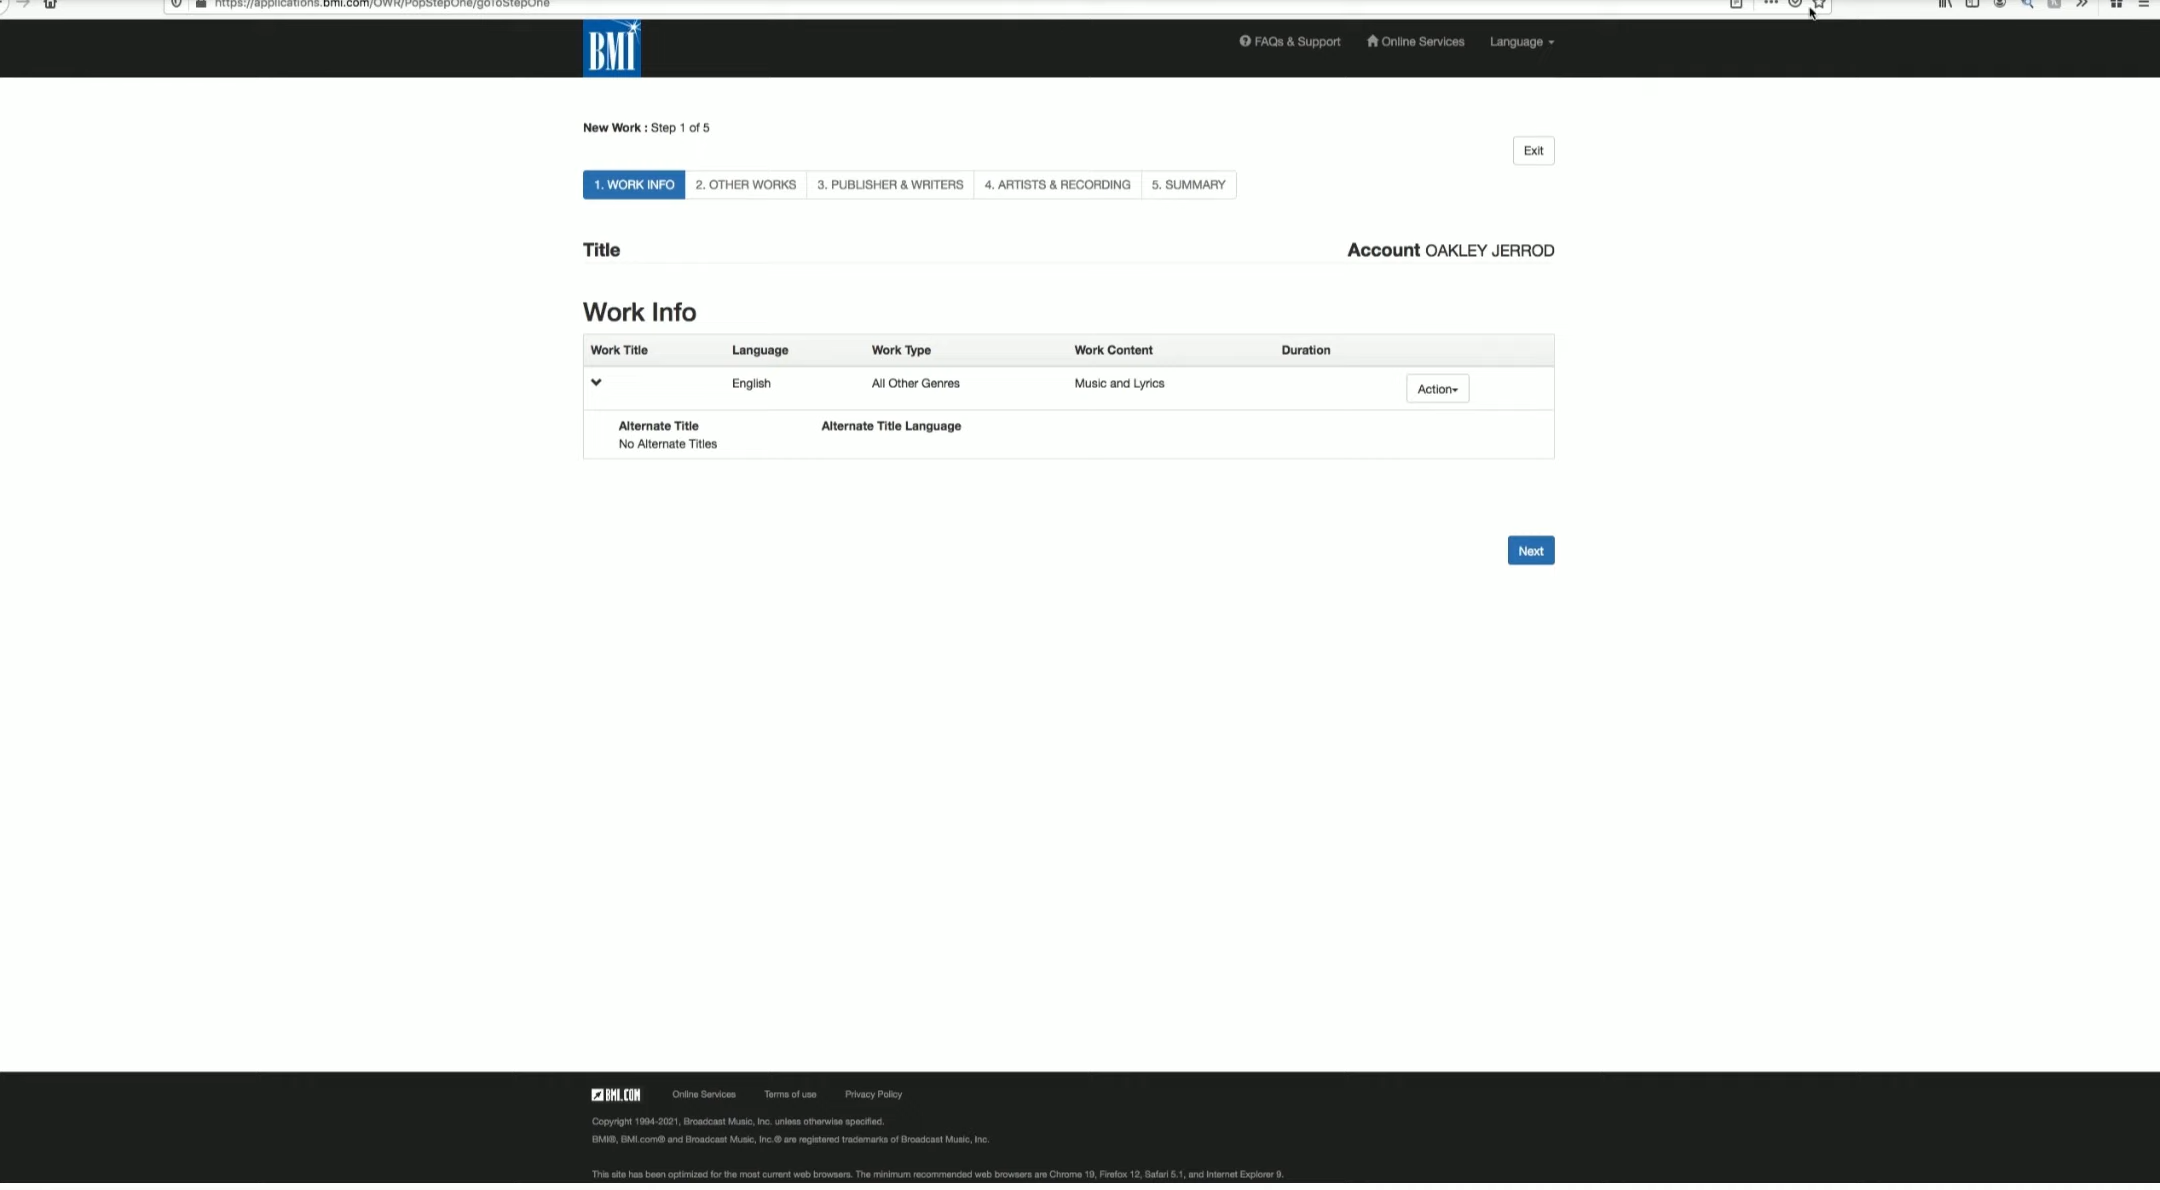 https://applications.bmi.com/OWR/PopStepOne/goToStepOne
BMI
FAQs & Support
Online Services
Language
New Work : Step 1 of 5
Exit
1. WORK INFO
2. OTHER WORKS
3. PUBLISHER & WRITERS
4. ARTISTS & RECORDING
5. SUMMARY
Title
Account OAKLEY JERROD
Work Info
Work Title Language Work Type Work Content Duration
English All Other Genres Music and Lyrics Action
Alternate Title Alternate Title Language
No Alternate Titles
Next
BMI.COM Online Services Terms of use Privacy Policy
Copyright 1994-2021, Broadcast Music, Inc. unless otherwise specified.
BMI®, BMI.com® and Broadcast Music, Inc.® are registered trademarks of Broadcast Music, Inc.
This site has been optimized for the most current web browsers. The minimum recommended web browsers are Chrome 19, Firefox 12, Safari 5.1, and Internet Explorer 9.